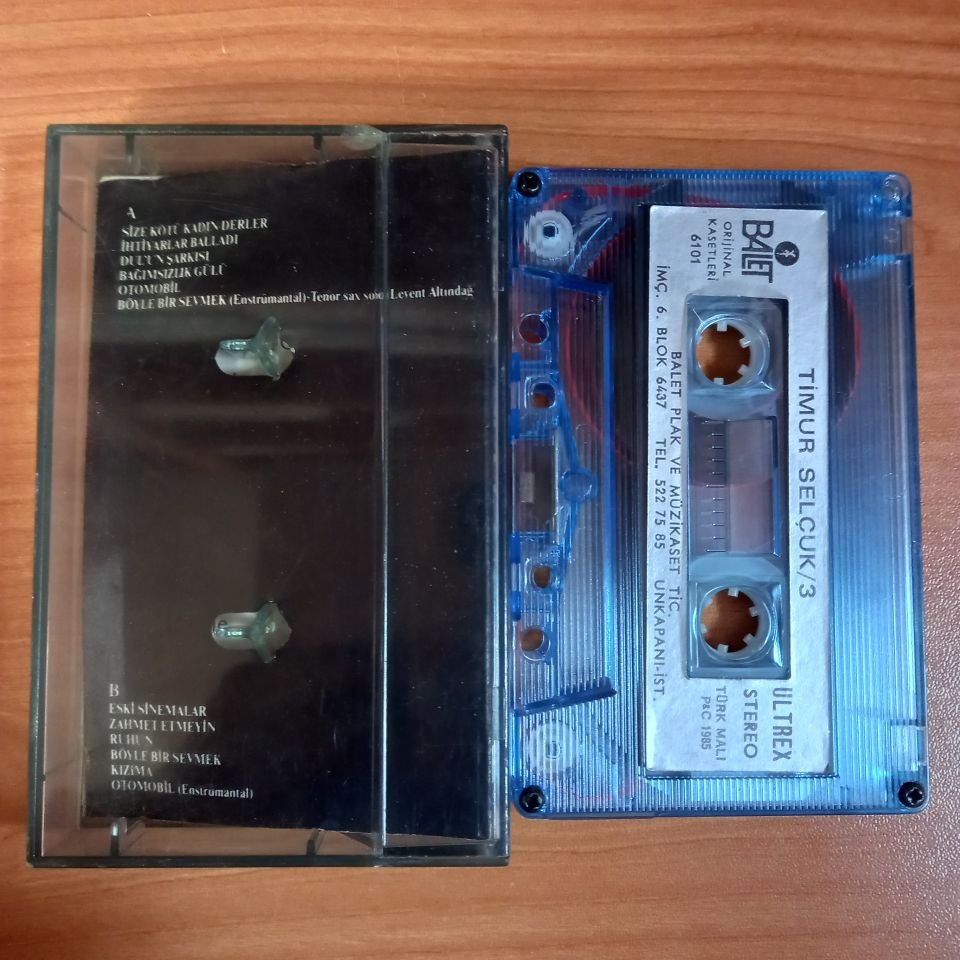 A
SİZE KÖTÜ KADIN DERLER
İHTİYARLAR BALLADI
DUL'UN ŞARKISI
BAĞIMSIZLIK GÜLÜ
OTOMOBİL
BÖYLE BİR SEVMEK (Enstrümantal)-Tenor sax solo: Levent Altındağ
B
ESKİ SİNEMALAR
ZAHMET ETMEYİN
RUHUN
BÖYLE BİR SEVMEK
KIZIMA
OTOMOBİL (Enstrümantal)
TİMUR SELÇUK/3
BALET
ORİJİNAL
KASETLERİ
6101
ULTREX
STEREO
TÜRK MALI
P&C 1985
BALET PLAK VE MÜZİKASET TİC.
İMÇ. 6. BLOK 6437 TEL. 522 75 85 UNKAPANI-İST.